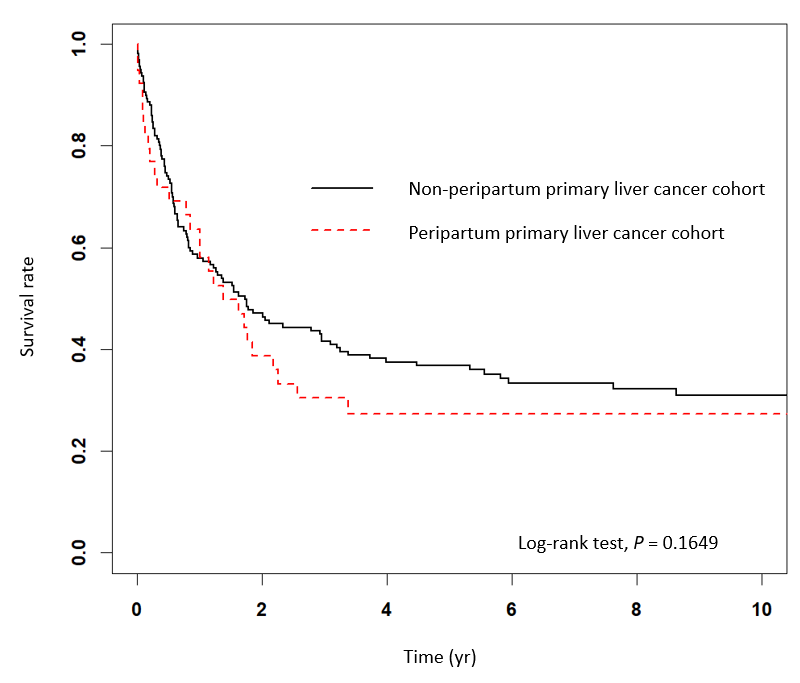 1.0
0.8
0.6
0.4
0.2
0.0
Survival rate
Non-peripartum primary liver cancer cohort
Peripartum primary liver cancer cohort
Log-rank test, P = 0.1649
0 2 4 6 8 10
Time (yr)